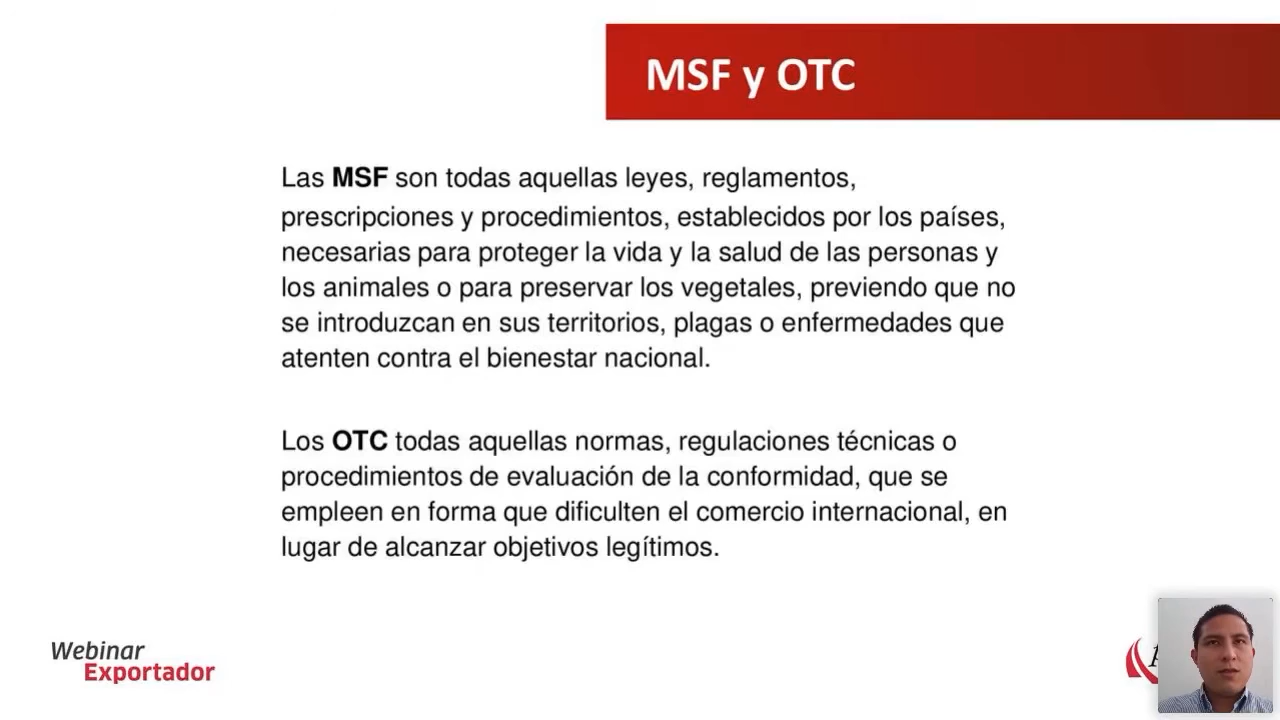 MSF y OTC
Las MSF son todas aquellas leyes, reglamentos,
prescripciones y procedimientos, establecidos por los países,
necesarias para proteger la vida y la salud de las personas y
los animales o para preservar los vegetales, previendo que no
se introduzcan en sus territorios, plagas o enfermedades que
atenten contra el bienestar nacional.
Los OTC todas aquellas normas, regulaciones técnicas o
procedimientos de evaluación de la conformidad, que se
empleen en forma que dificulten el comercio internacional, en
lugar de alcanzar objetivos legítimos.
Webinar
Exportador